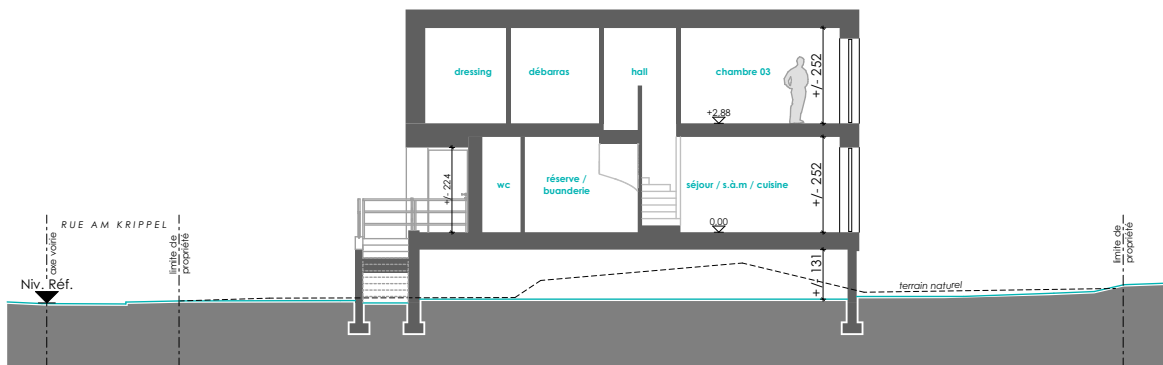 dressing
débarras
hall
chambre 03
+/- 252
+2.88
wc
réserve /
buanderie
séjour / s.à.m / cuisine
+/- 224
+/- 252
0.00
RUE AM KRIPPEL
axe voirie
limite de
propriété
limite de
propriété
+/- 131
Niv. Réf.
terrain naturel